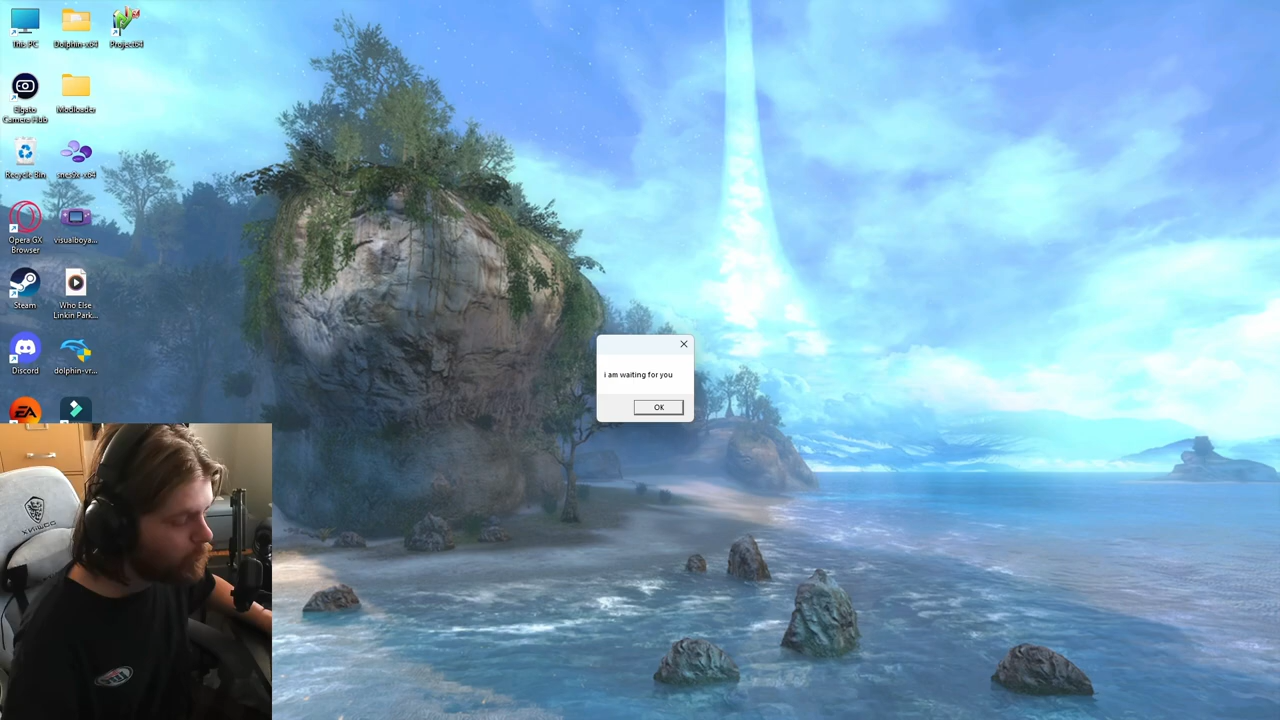 This PC
Dolphin-x64
Project64
Elgato
Camera Hub
Modloader
Recycle Bin
snes9x-x64
Opera GX
Browser
visualboya...
Steam
Who Else
Linkin Park...
Discord
dolphin-vr...
EA
i am waiting for you
OK